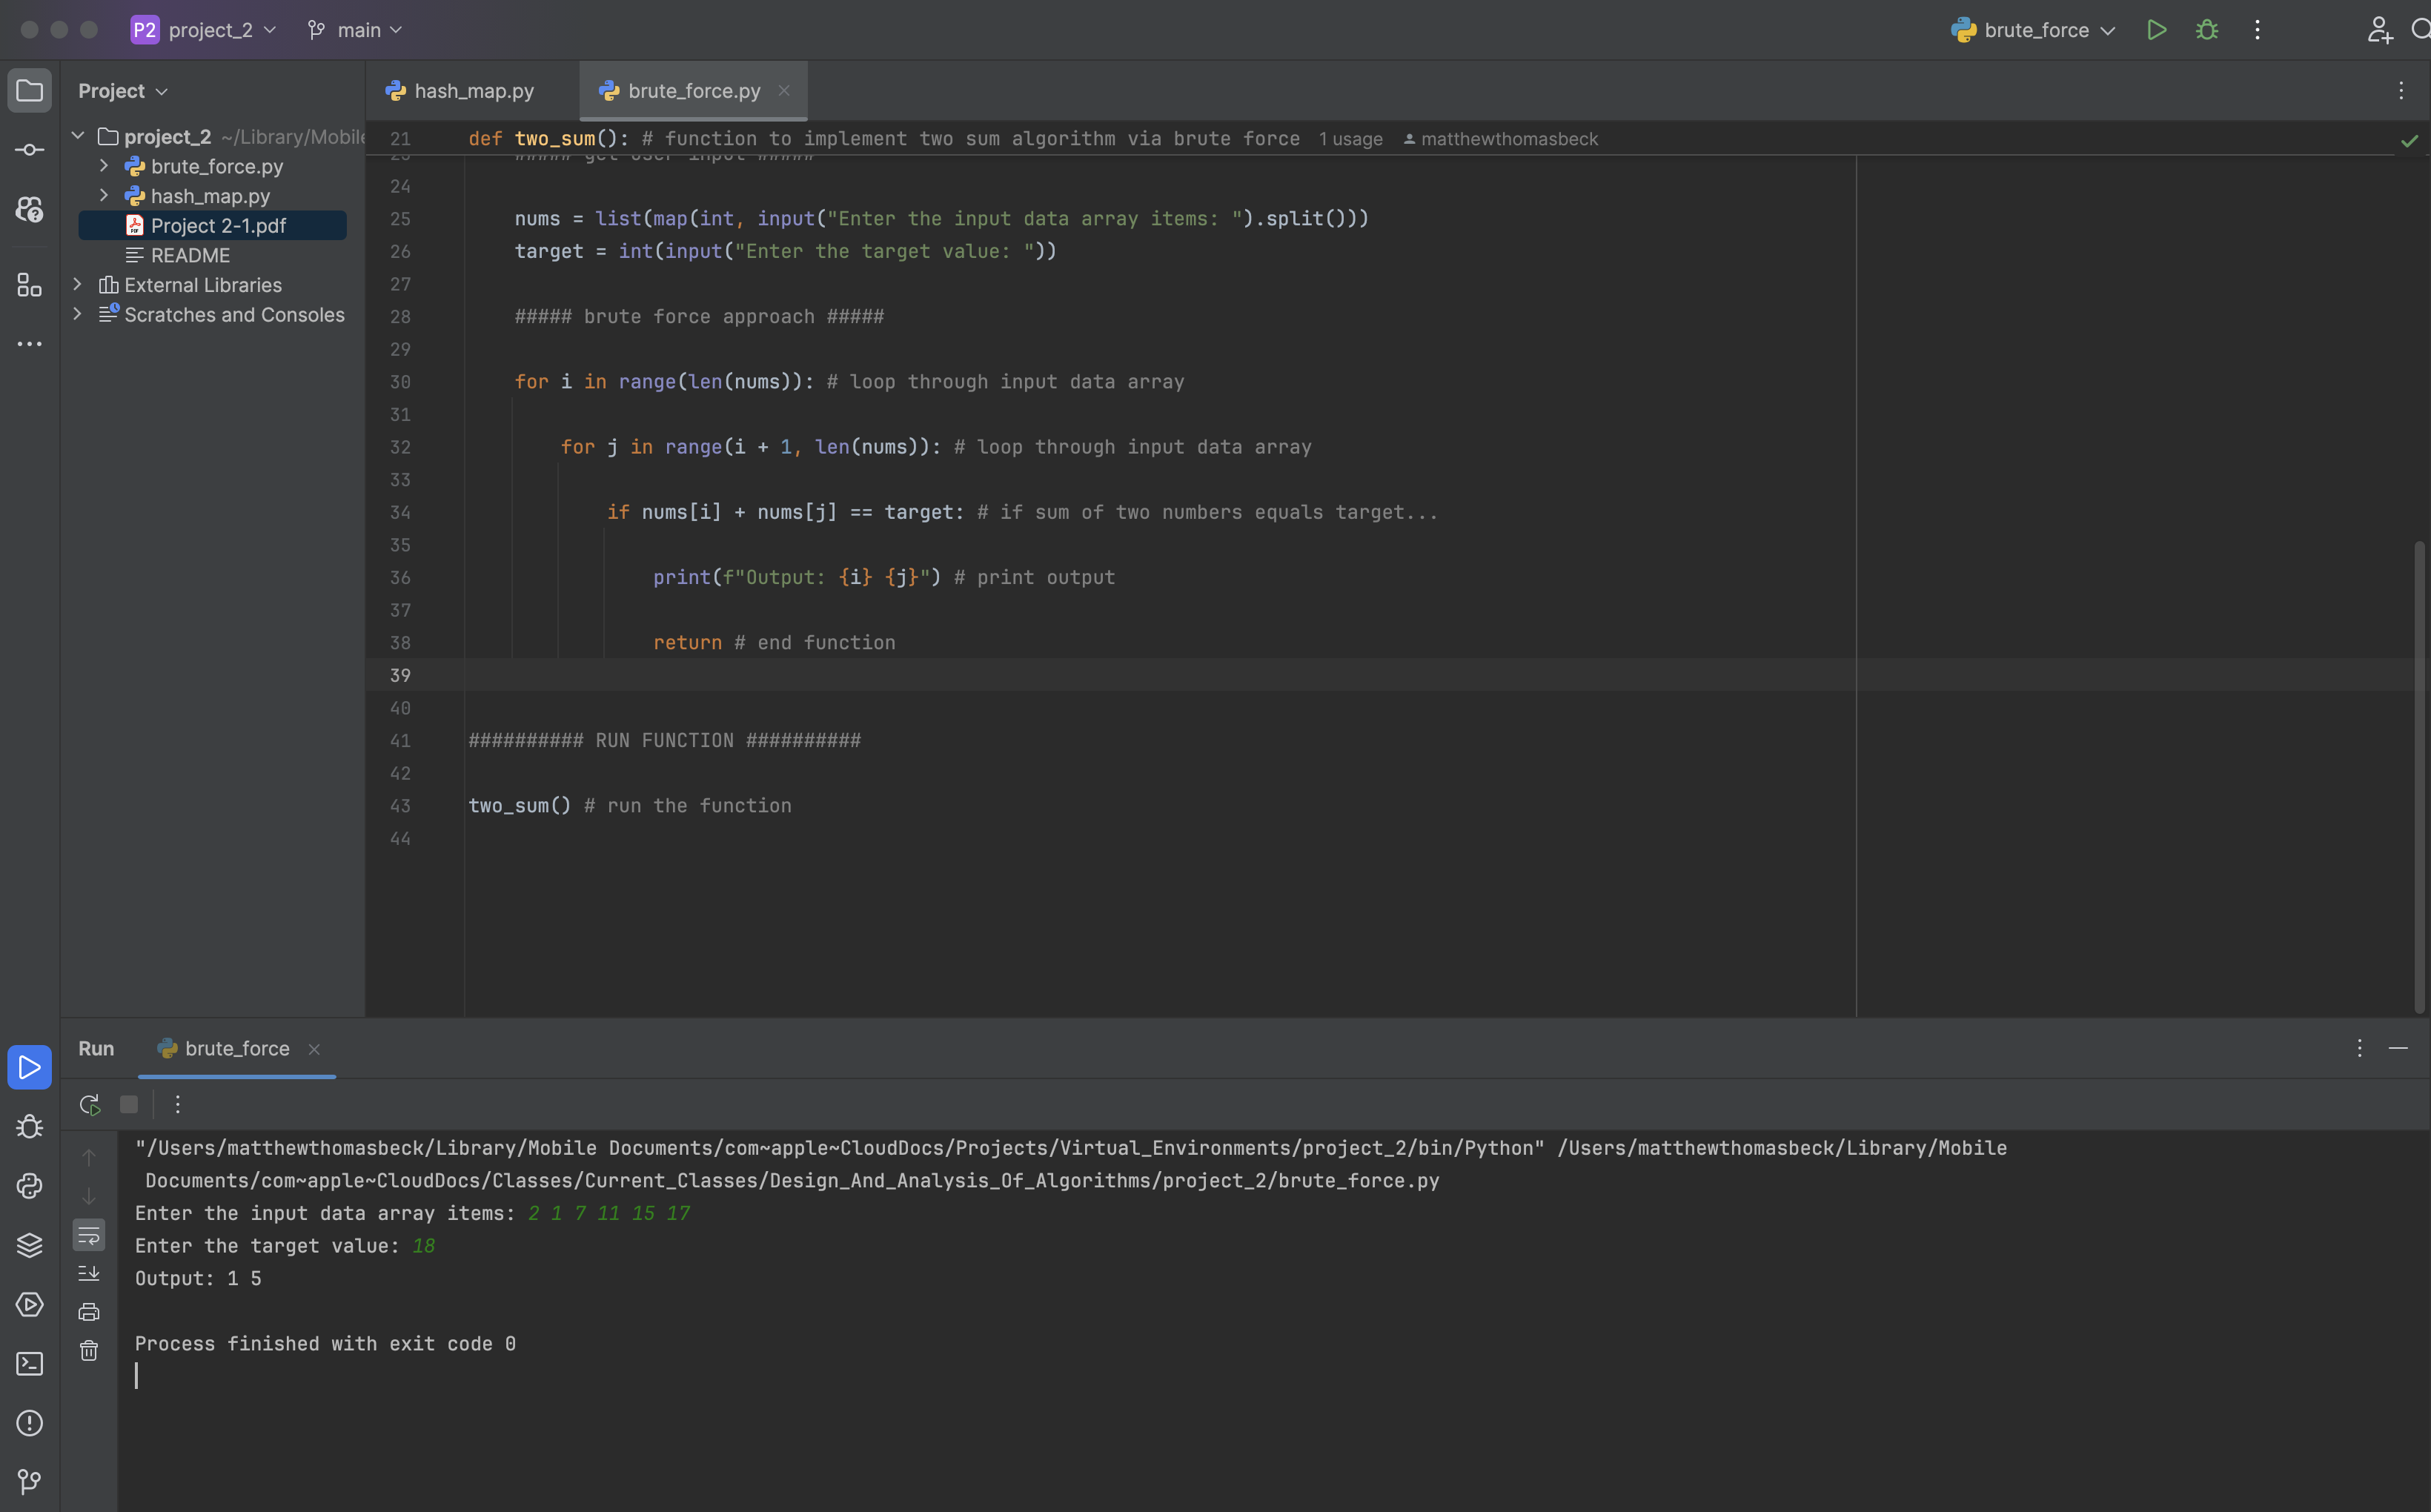 P2 project_2 main brute_force
Project
hash_map.py
brute_force.py
project_2 ~/Library/Mobile
brute_force.py
hash_map.py
Project 2-1.pdf
README
External Libraries
Scratches and Consoles
21 def two_sum(): # function to implement two sum algorithm via brute force 1 usage matthewthomasbeck
23 ##### get user input #####
24
25 nums = list(map(int, input("Enter the input data array items: ").split()))
26 target = int(input("Enter the target value: "))
27
28 ##### brute force approach #####
29
30 for i in range(len(nums)): # loop through input data array
31
32 for j in range(i + 1, len(nums)): # loop through input data array
33
34 if nums[i] + nums[j] == target: # if sum of two numbers equals target...
35
36 print(f"Output: {i} {j}") # print output
37
38 return # end function
39
40
41 ########## RUN FUNCTION ##########
42
43 two_sum() # run the function
44
Run brute_force
"/Users/matthewthomasbeck/Library/Mobile Documents/com~apple~CloudDocs/Projects/Virtual_Environments/project_2/bin/Python" /Users/matthewthomasbeck/Library/Mobile
Documents/com~apple~CloudDocs/Classes/Current_Classes/Design_And_Analysis_Of_Algorithms/project_2/brute_force.py
Enter the input data array items: 2 1 7 11 15 17
Enter the target value: 18
Output: 1 5
Process finished with exit code 0